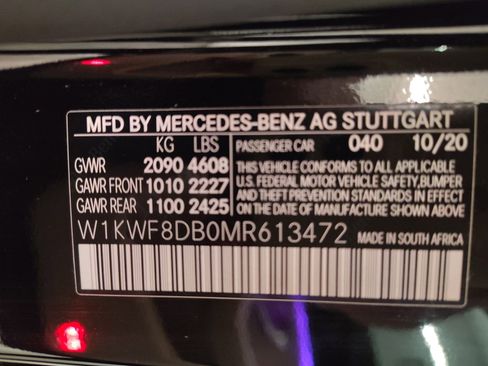 MFD BY MERCEDES-BENZ AG STUTTGART
KG LBS PASSENGER CAR 040 10/20
GVWR 2090 4608 THIS VEHICLE CONFORMS TO ALL APPLICABLE
GAWR FRONT 1010 2227 U.S. FEDERAL MOTOR VEHICLE SAFETY,BUMPER
AND THEFT PREVENTION STANDARDS IN EFFECT
GAWR REAR 1100 2425 ON THE DATE OF MANUFACTURE SHOWN ABOVE.
W1KWF8DB0MR613472 MADE IN SOUTH AFRICA